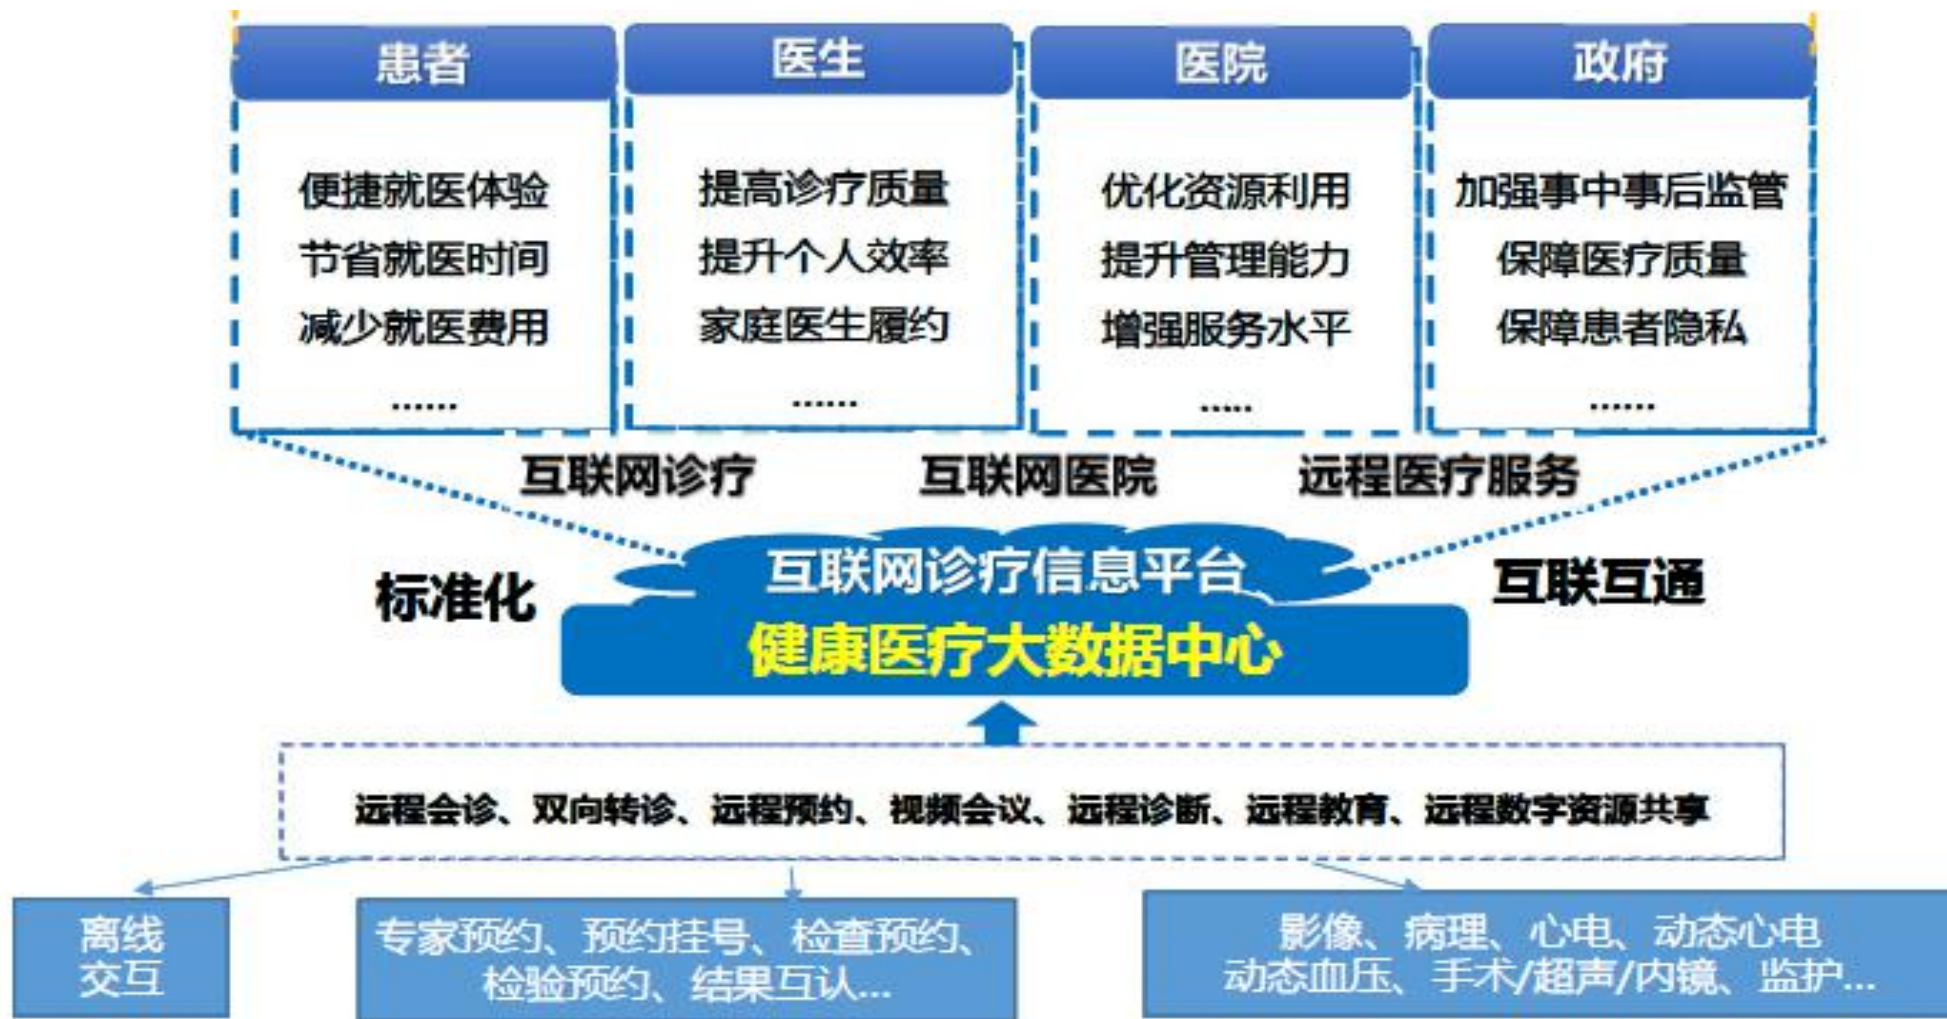 患者
便捷就医体验
节省就医时间
减少就医费用
......
医生
提高诊疗质量
提升个人效率
家庭医生履约
......
医院
优化资源利用
提升管理能力
增强服务水平
.....
政府
加强事中事后监管
保障医疗质量
保障患者隐私
......
互联网诊疗
互联网医院
远程医疗服务
标准化
互联网诊疗信息平台
健康医疗大数据中心
互联互通
远程会诊、双向转诊、远程预约、视频会议、远程诊断、远程教育、远程数字资源共享
离线
交互
专家预约、预约挂号、检查预约、
检验预约、结果互认...
影像、病理、心电、动态心电
动态血压、手术/超声/内镜、监护...